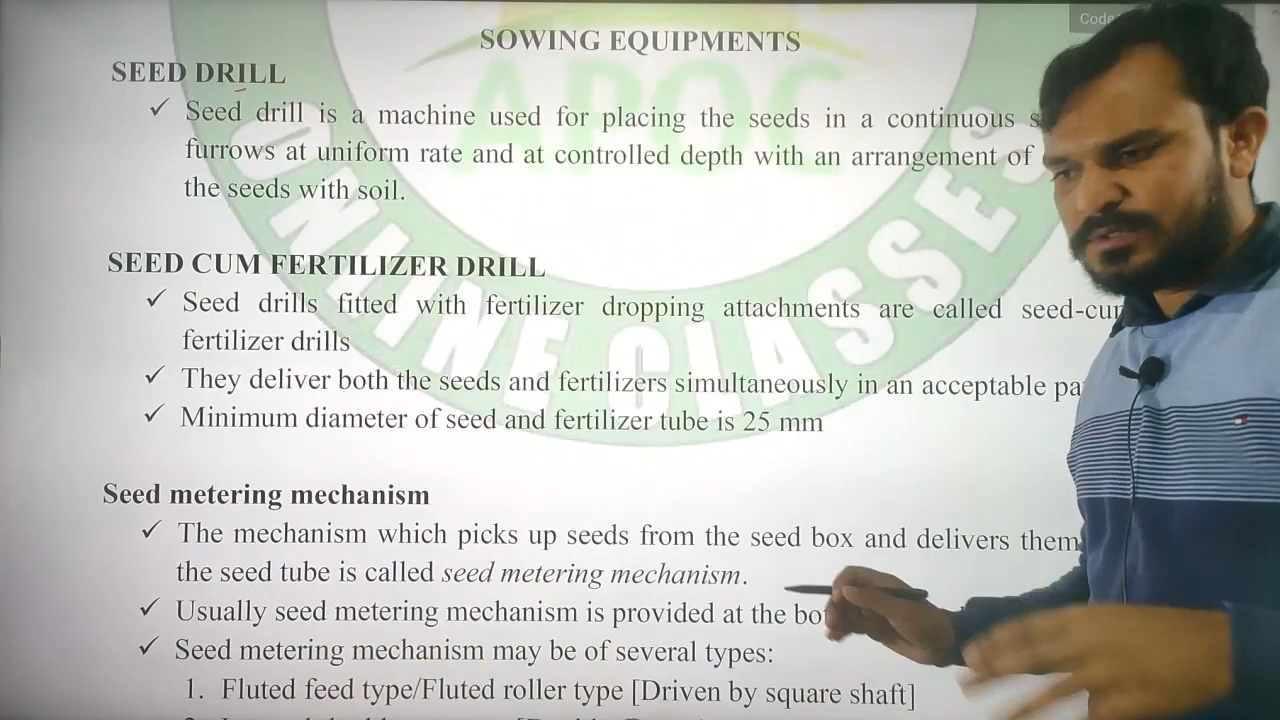 Code
SOWING EQUIPMENTS
SEED DRILL
✓ Seed drill is a machine used for placing the seeds in a continuous
furrows at uniform rate and at controlled depth with an arrangement of
the seeds with soil.
SEED CUM FERTILIZER DRILL
✓ Seed drills fitted with fertilizer dropping attachments are called
fertilizer drills
✓ They deliver both the seeds and fertilizers simultaneously in an acceptable
✓ Minimum diameter of seed and fertilizer tube is 25 mm
Seed metering mechanism
✓ The mechanism which picks up seeds from the seed box and delivers them
the seed tube is called seed metering mechanism.
✓ Usually seed metering mechanism is provided at the
✓ Seed metering mechanism may be of several types:
1. Fluted feed type/Fluted roller type [Driven by square shaft]
APOC
ONLINE CLASSES